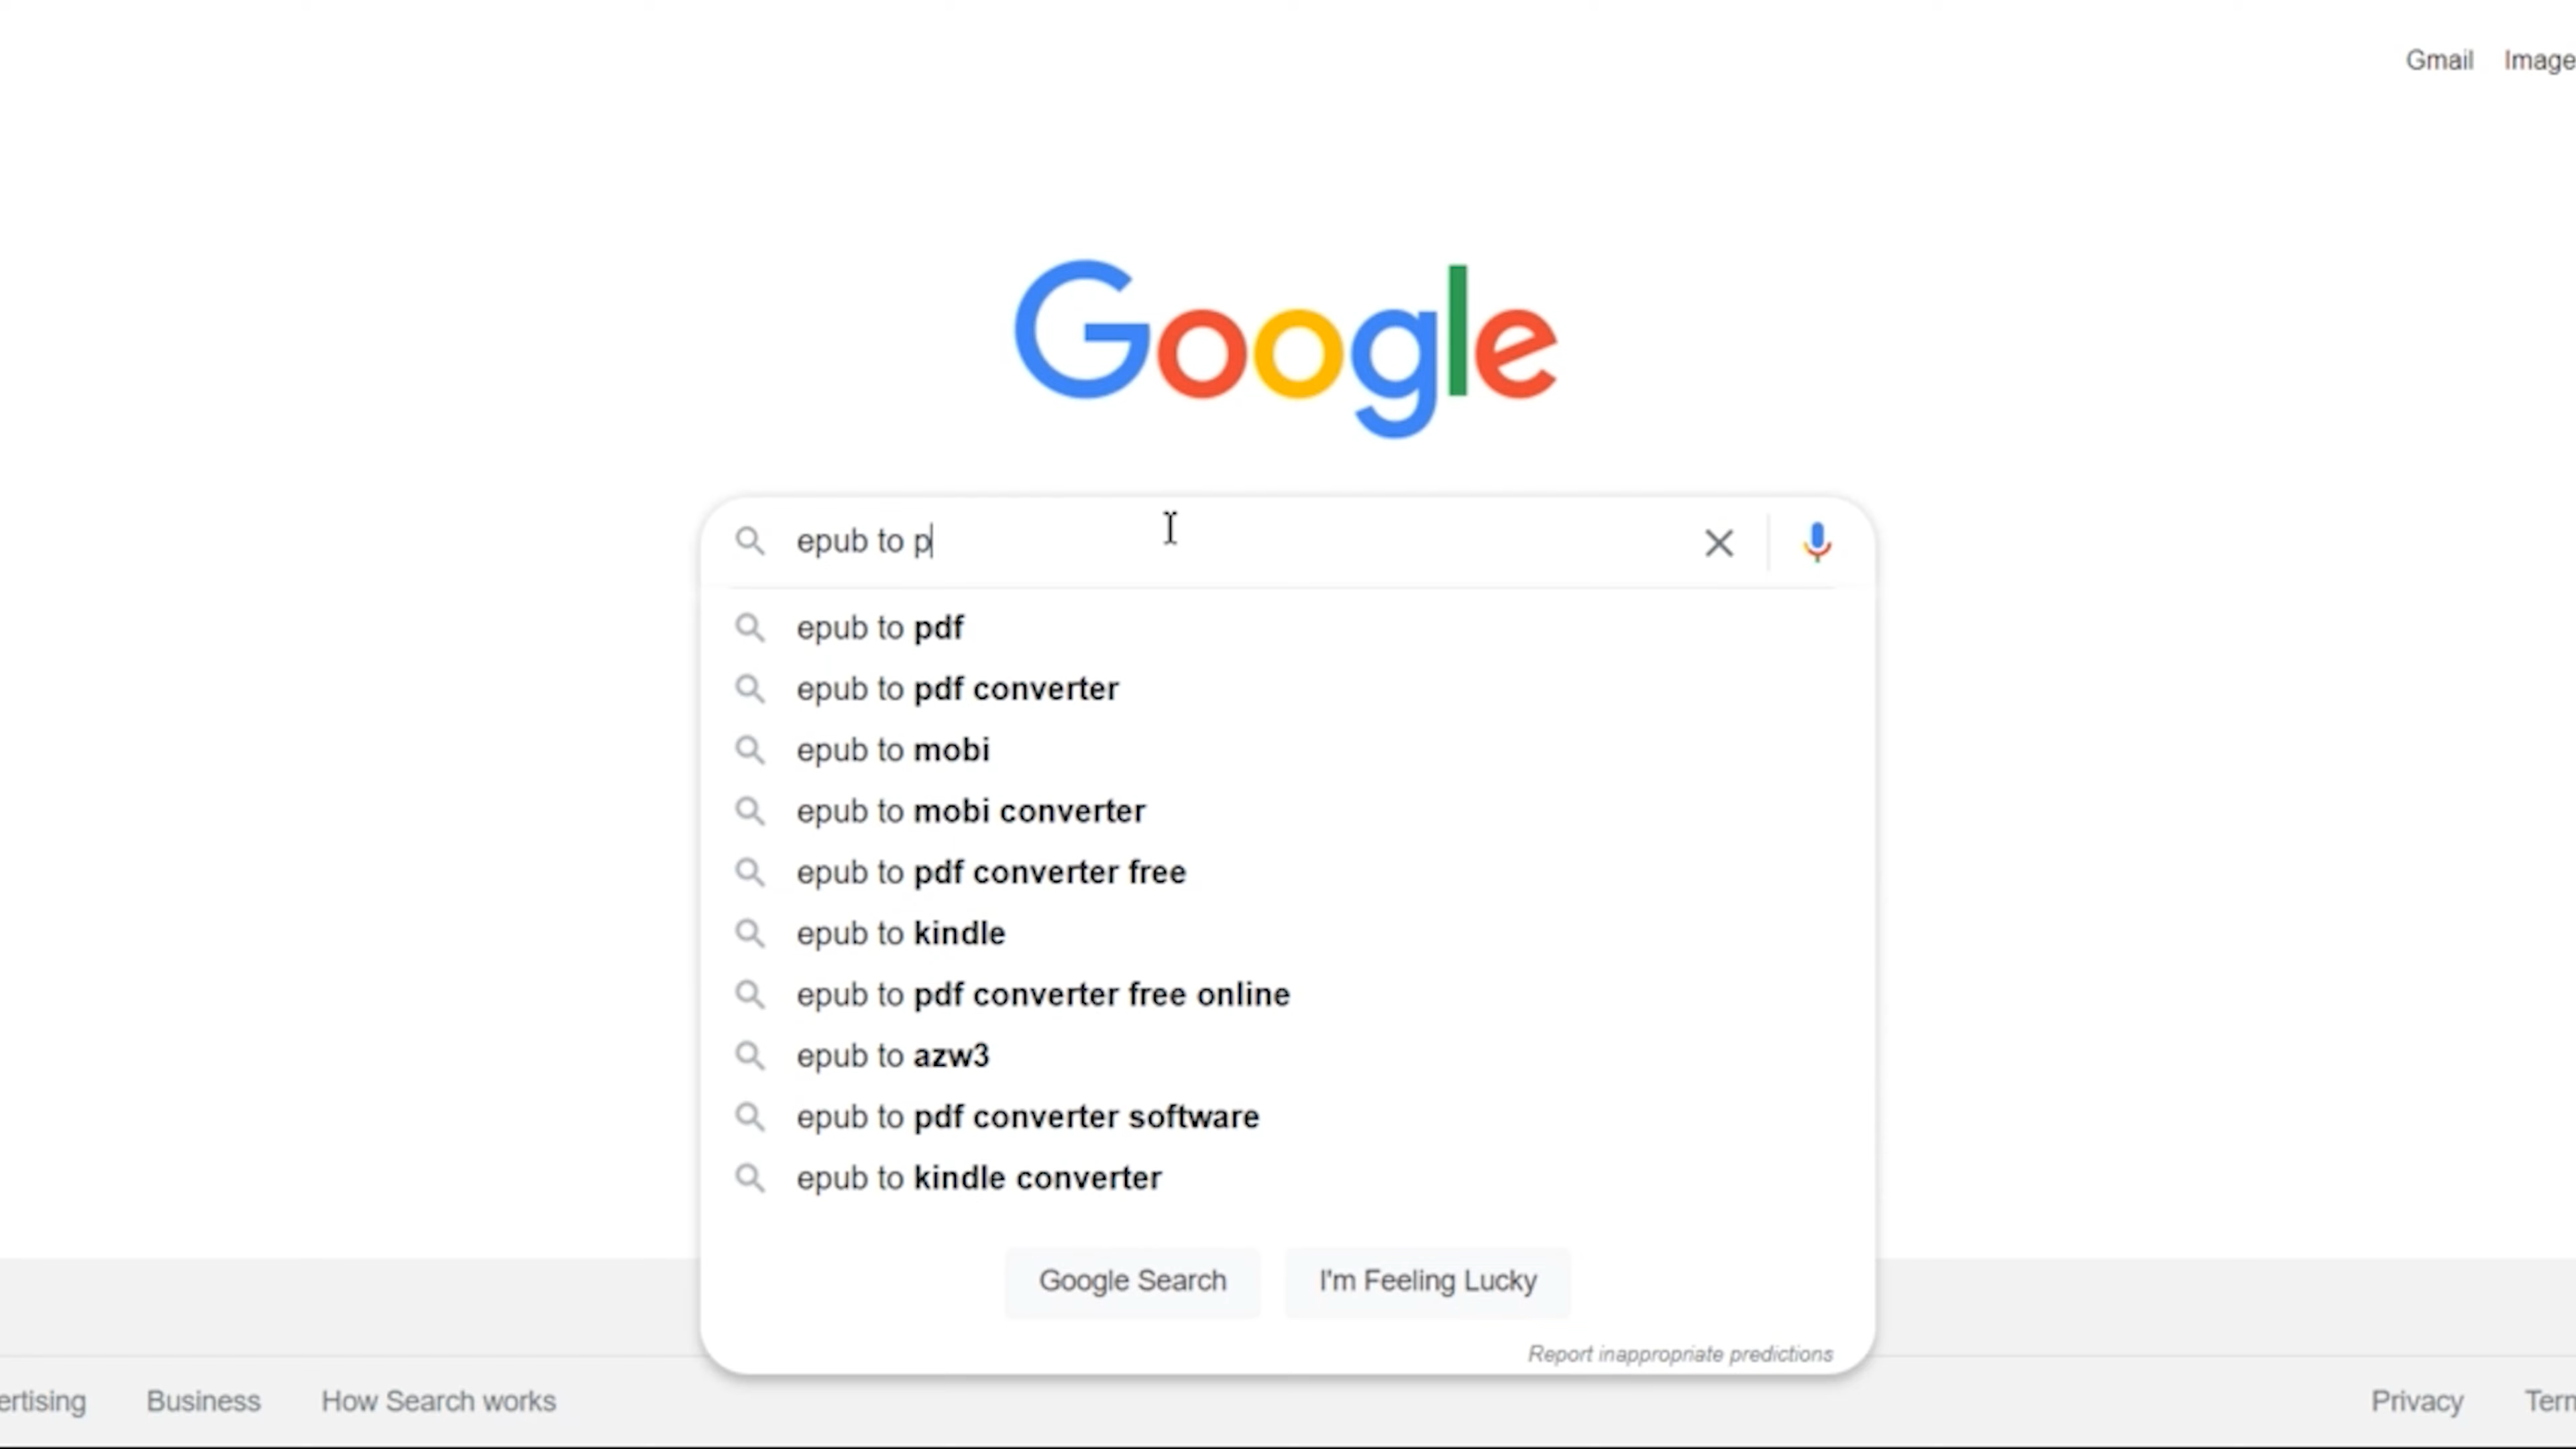 Gmail Image
Google
epub to p
epub to pdf
epub to pdf converter
epub to mobi
epub to mobi converter
epub to pdf converter free
epub to kindle
epub to pdf converter free online
epub to azw3
epub to pdf converter software
epub to kindle converter
Google Search I'm Feeling Lucky
Report inappropriate predictions
ertising Business How Search works Privacy Tern